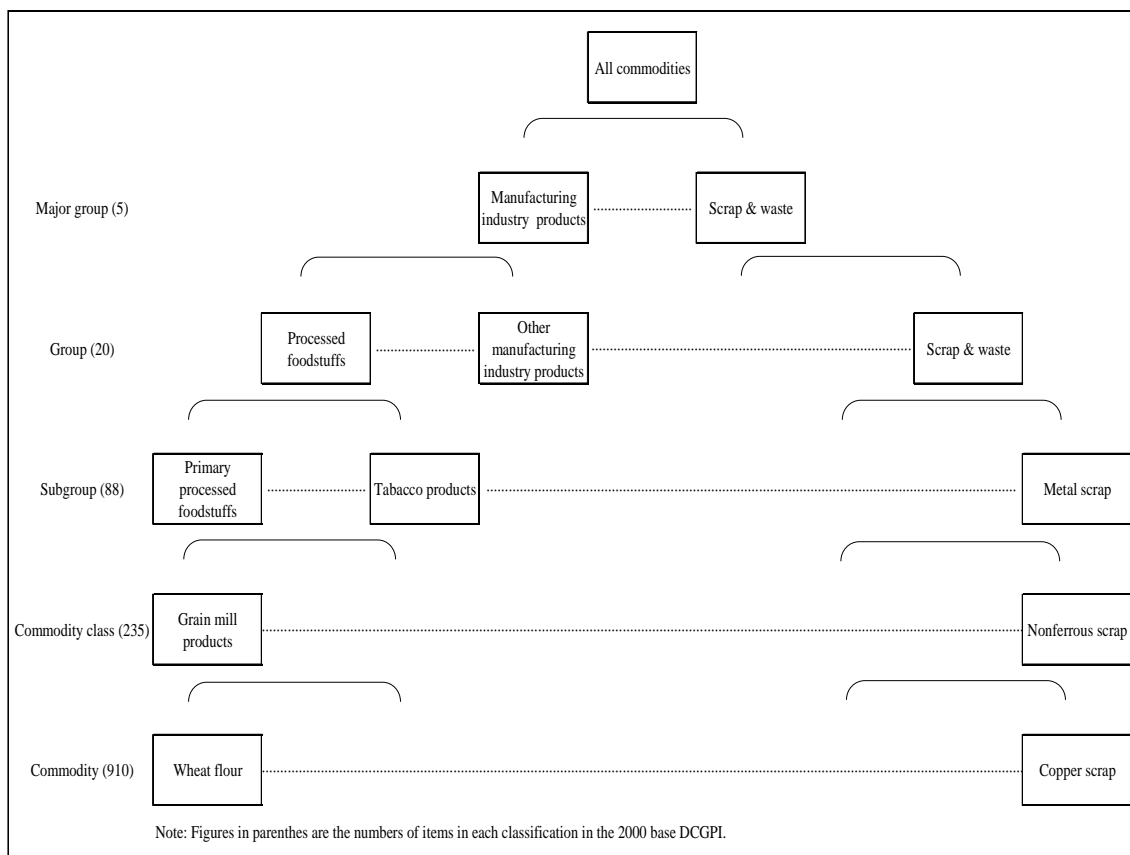 All commodities
Major group (5)
Manufacturing
industry products
Scrap & waste
Group (20)
Processed
foodstuffs
Other
manufacturing
industry products
Scrap & waste
Subgroup (88)
Primary
processed
foodstuffs
Tabacco products
Metal scrap
Commodity class (235)
Grain mill
products
Nonferrous scrap
Commodity (910)
Wheat flour
Copper scrap
Note: Figures in parenthes are the numbers of items in each classification in the 2000 base DCGPI.